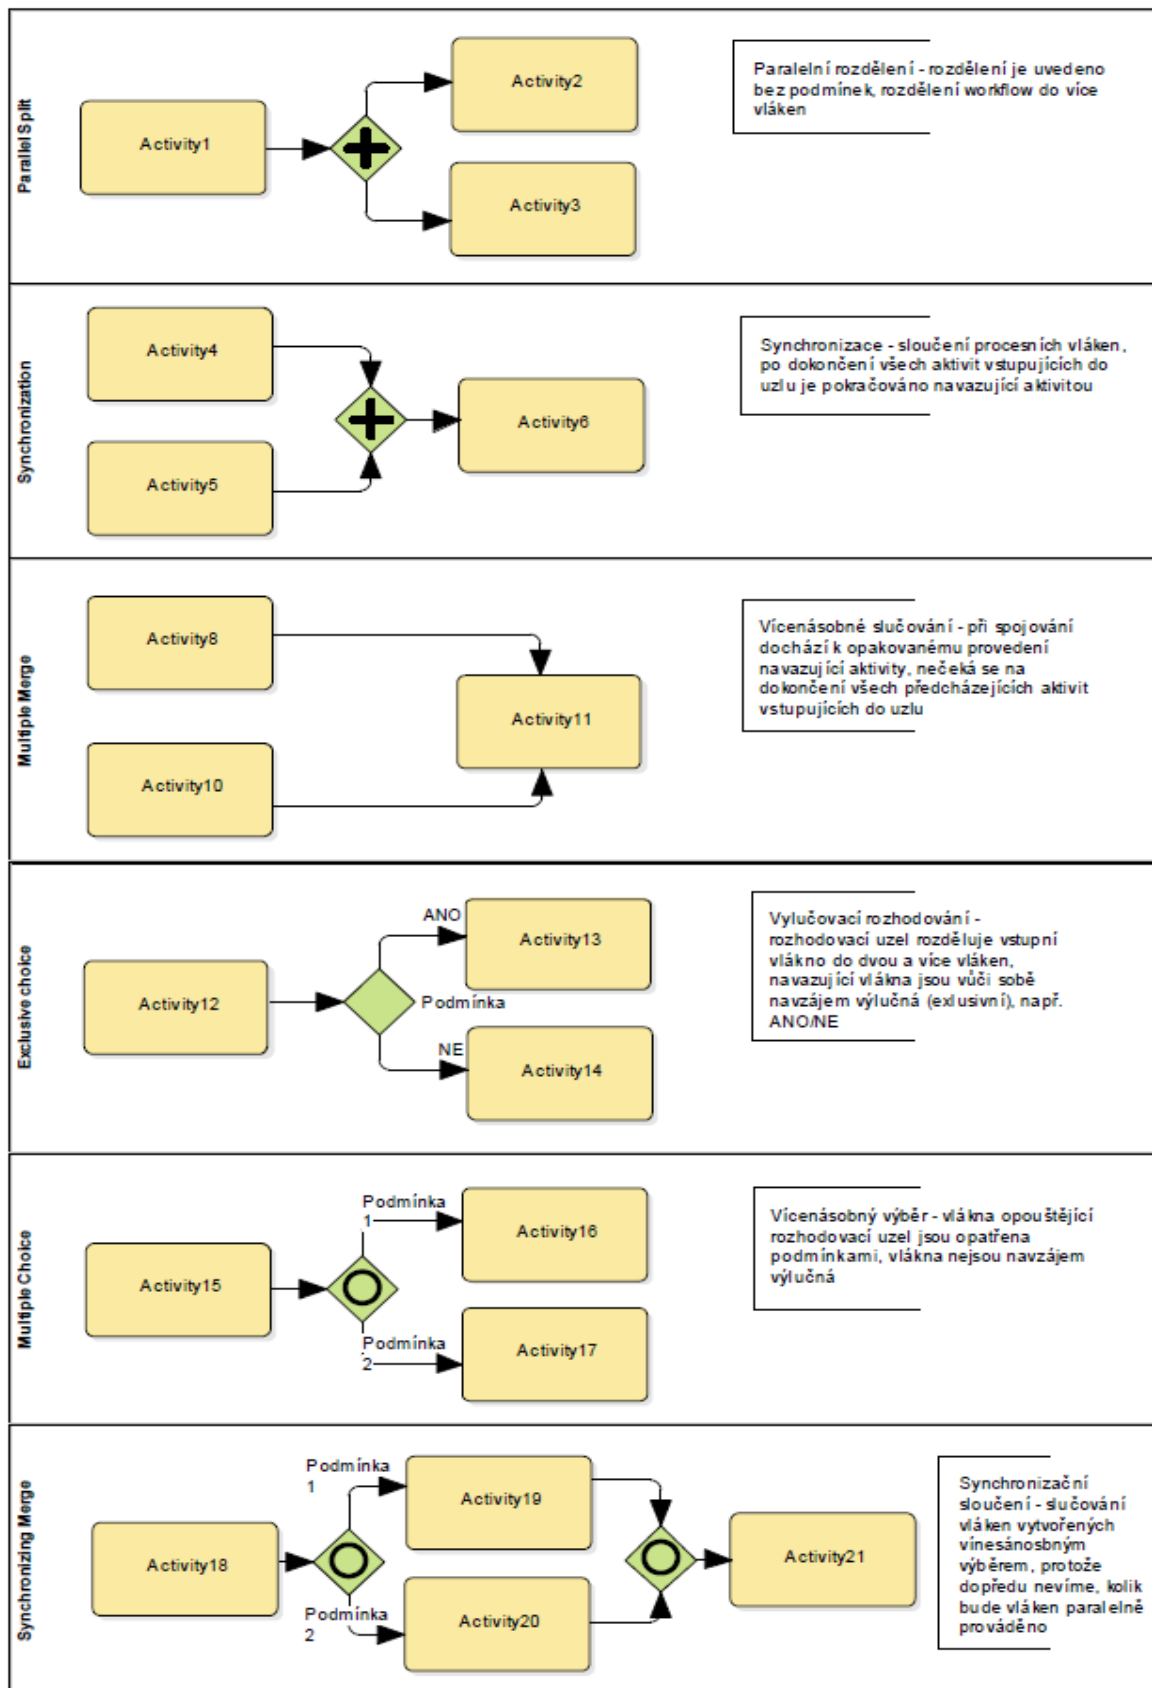 Parallel Split
Activity1
Activity2
Activity3
Paralelní rozdělení - rozdělení je uvedeno
bez podmínek, rozdělení workflow do více
vláken
Synchronization
Activity4
Activity5
Activity6
Synchronizace - sloučení procesních vláken,
po dokončení všech aktivit vstupujících do
uzlu je pokračováno navazující aktivitou
Multiple Merge
Activity8
Activity10
Activity11
Vícenásobné slučování - při spojování
dochází k opakovanému provedení
navazující aktivity, nečeká se na
dokončení všech předcházejících aktivit
vstupujících do uzlu
Exclusive choice
Activity12
ANO
Podmínka
NE
Activity13
Activity14
Vylučovací rozhodování -
rozhodovací uzel rozděluje vstupní
vlákno do dvou a více vláken,
navazující vlákna jsou vůči sobě
navzájem výlučná (exlusivní), např.
ANO/NE
Multiple Choice
Activity15
Podmínka
1
Podmínka
2
Activity16
Activity17
Vícenásobný výběr - vlákna opouštějící
rozhodovací uzel jsou opatřena
podmínkami, vlákna nejsou navzájem
výlučná
Synchronizing Merge
Activity18
Podmínka
1
Podmínka
2
Activity19
Activity20
Activity21
Synchronizační
sloučení - slučování
vláken vytvořených
vínesánosbným
výběrem, protože
dopředu nevíme, kolik
bude vláken paralelně
prováděno